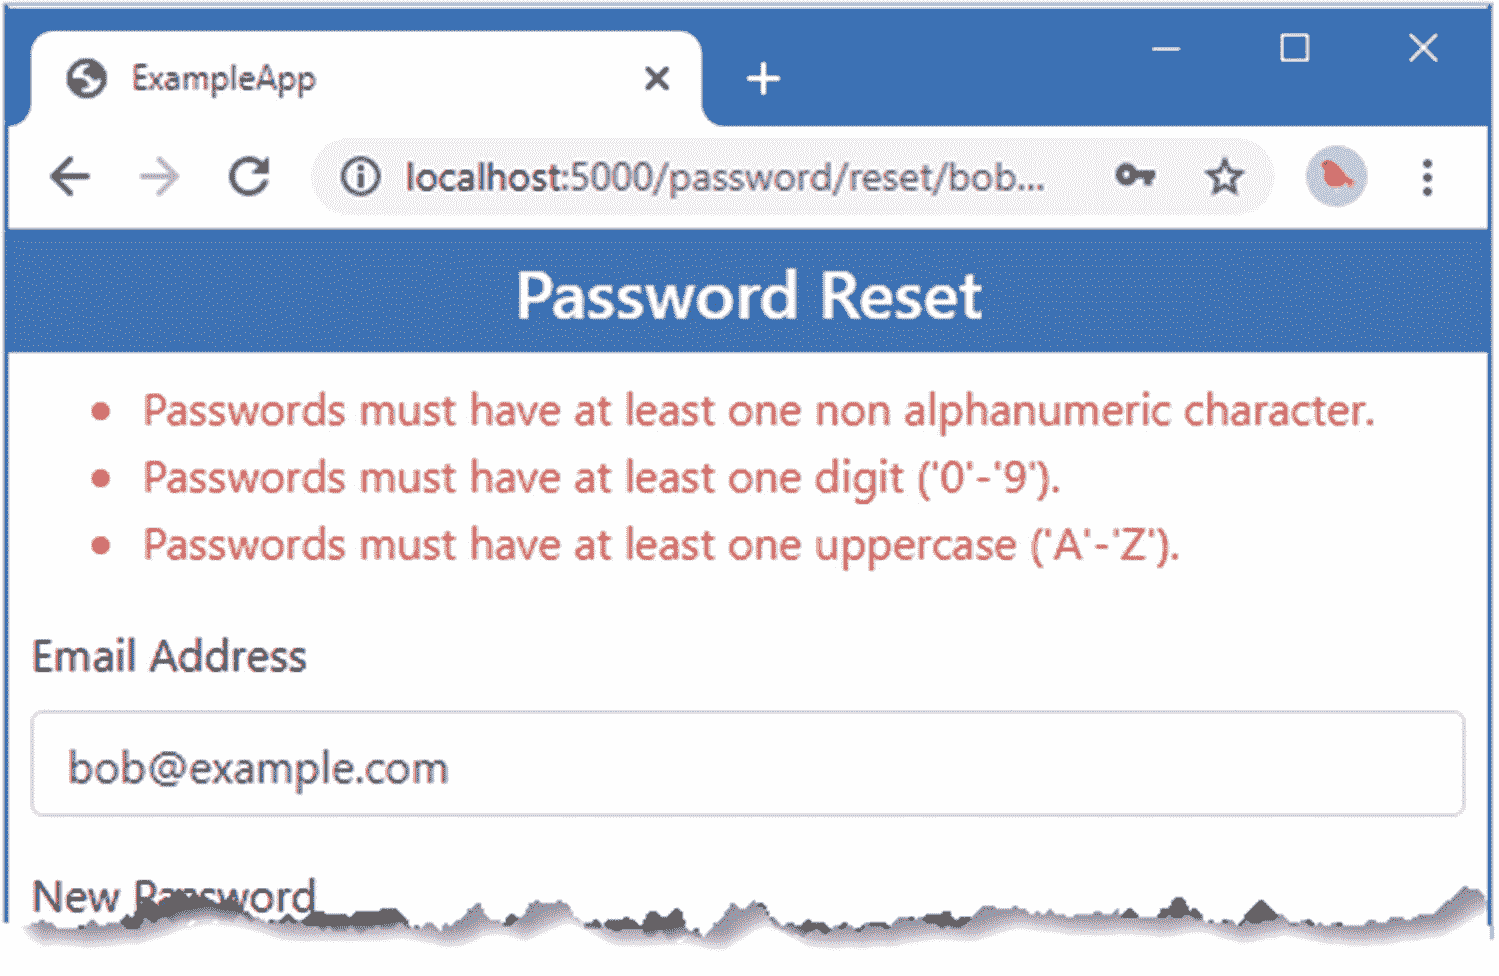 ExampleApp
localhost:5000/password/reset/bob...
Password Reset
• Passwords must have at least one non alphanumeric character.
• Passwords must have at least one digit ('0'-'9').
• Passwords must have at least one uppercase ('A'-'Z').
Email Address
bob@example.com
New Password